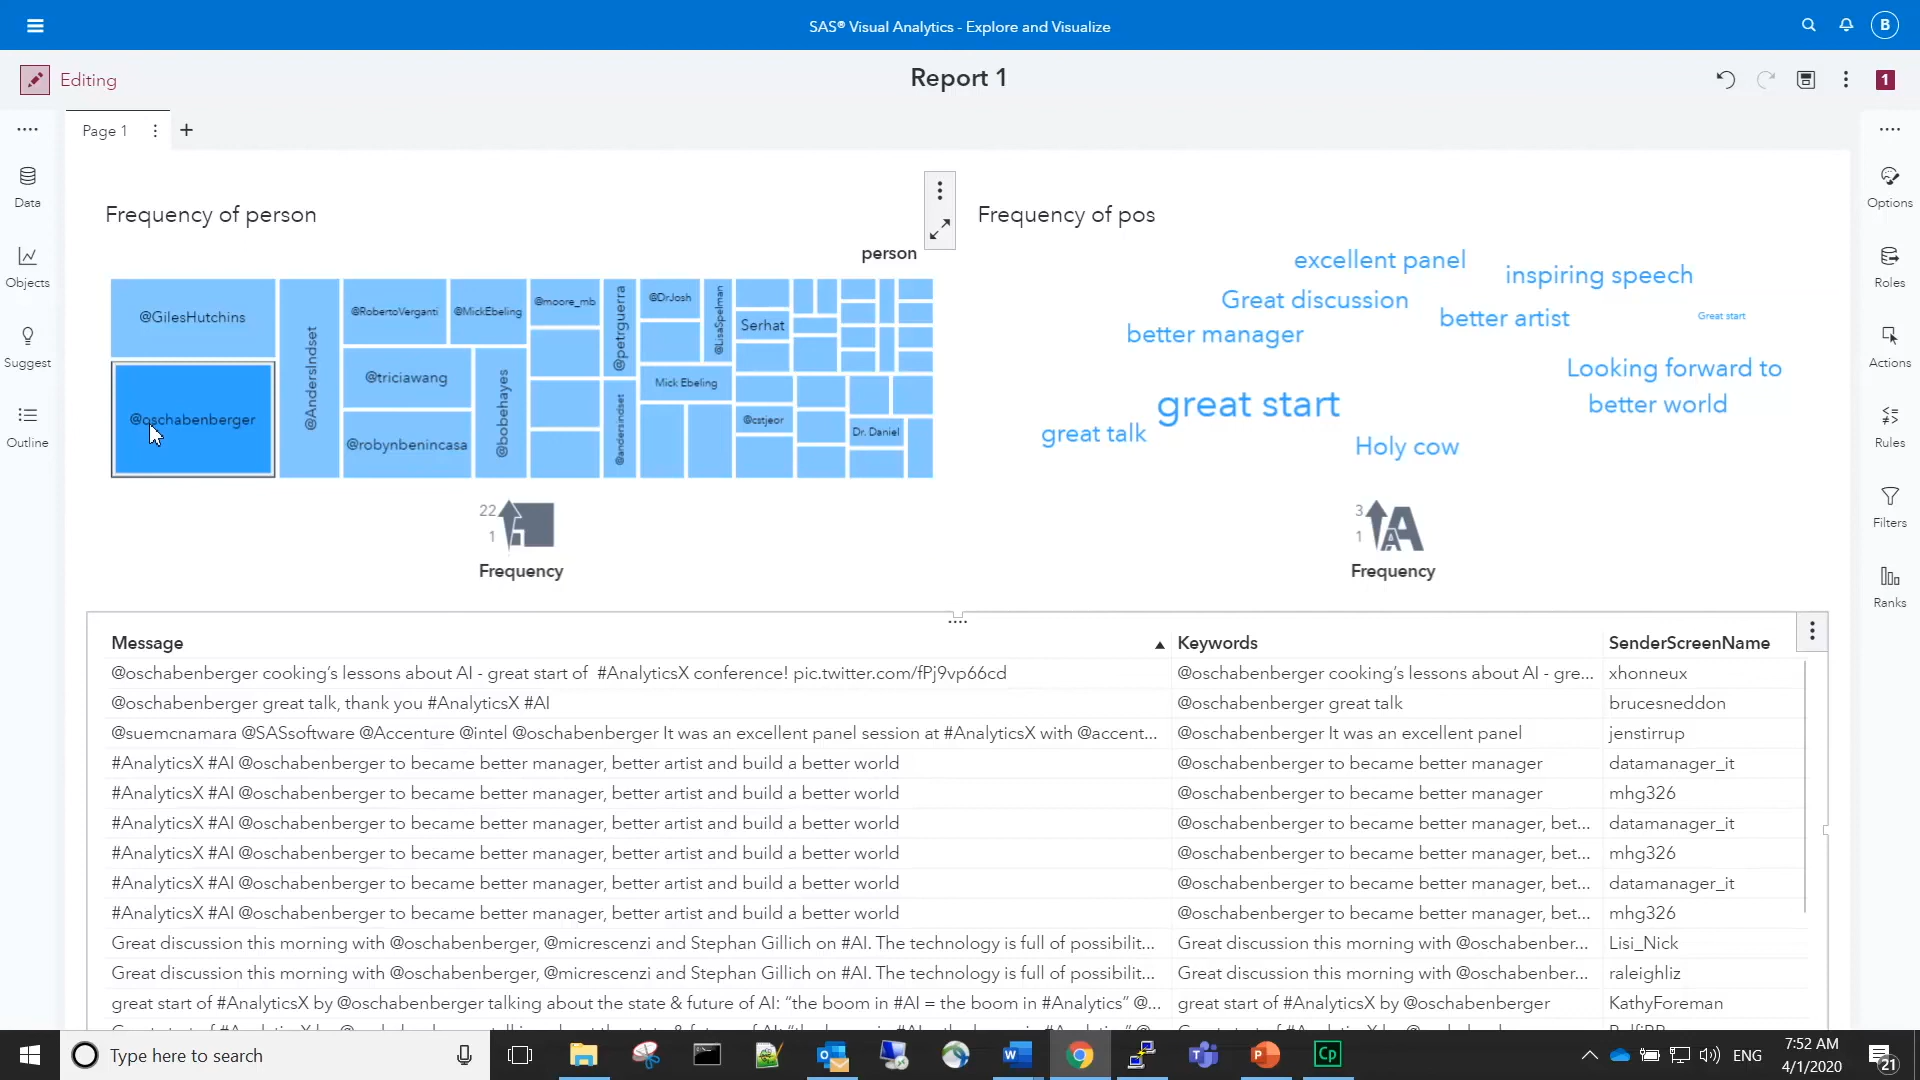 SAS® Visual Analytics - Explore and Visualize
B
Editing
Report 1
1
Page 1
Data
Objects
Suggest
Outline
Options
Roles
Actions
Rules
Filters
Ranks
Frequency of person
person
@GilesHutchins
@oschabenberger
@AndersIndset
@RobertoVerganti
@MickEbeling
@triciawang
@robynbenincasa
@bobehayes
@moore_mb
@petrguerra
@andersindset
@DrJosh
@LisaSpelman
Mick Ebeling
Serhat
@cstjeor
Dr. Daniel
22
1
Frequency
Frequency of pos
excellent panel
inspiring speech
Great discussion
better artist
Great start
better manager
Looking forward to
great start
better world
great talk
Holy cow
3
1
Frequency
Message Keywords SenderScreenName
@oschabenberger cooking’s lessons about AI - great start of #AnalyticsX conference! pic.twitter.com/fPj9vp66cd @oschabenberger cooking’s lessons about AI - gre... xhonneux
@oschabenberger great talk, thank you #AnalyticsX #AI @oschabenberger great talk brucesneddon
@suemcnamara @SASsoftware @Accenture @intel @oschabenberger It was an excellent panel session at #AnalyticsX with @accent... @oschabenberger It was an excellent panel jenstirrup
#AnalyticsX #AI @oschabenberger to became better manager, better artist and build a better world @oschabenberger to became better manager datamanager_it
#AnalyticsX #AI @oschabenberger to became better manager, better artist and build a better world @oschabenberger to became better manager mhg326
#AnalyticsX #AI @oschabenberger to became better manager, better artist and build a better world @oschabenberger to became better manager, bet... datamanager_it
#AnalyticsX #AI @oschabenberger to became better manager, better artist and build a better world @oschabenberger to became better manager, bet... mhg326
#AnalyticsX #AI @oschabenberger to became better manager, better artist and build a better world @oschabenberger to became better manager, bet... datamanager_it
#AnalyticsX #AI @oschabenberger to became better manager, better artist and build a better world @oschabenberger to became better manager, bet... mhg326
Great discussion this morning with @oschabenberger, @micrescenzi and Stephan Gillich on #AI. The technology is full of possibilit... Great discussion this morning with @oschabenber... Lisi_Nick
Great discussion this morning with @oschabenberger, @micrescenzi and Stephan Gillich on #AI. The technology is full of possibilit... Great discussion this morning with @oschabenber... raleighliz
great start of #AnalyticsX by @oschabenberger talking about the state & future of AI: “the boom in #AI = the boom in #Analytics” @... great start of #AnalyticsX by @oschabenberger KathyForeman
Type here to search
Cp
ENG
7:52 AM
4/1/2020
21